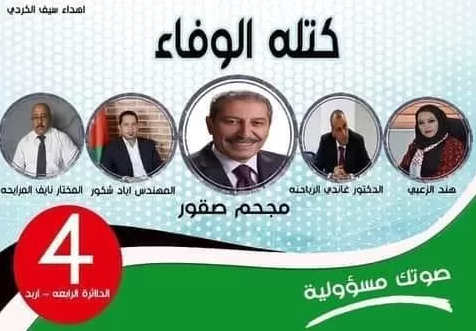 اهداء سيف الكردي
كتله الوفاء
هند الزعبي
الدكتور غاندي الرباحنه
المهندس اياد شكور
المختار نايف المرايحه
مجحم صقور
4
الدائرة الرابعه – اربد
صوتك مسؤولية